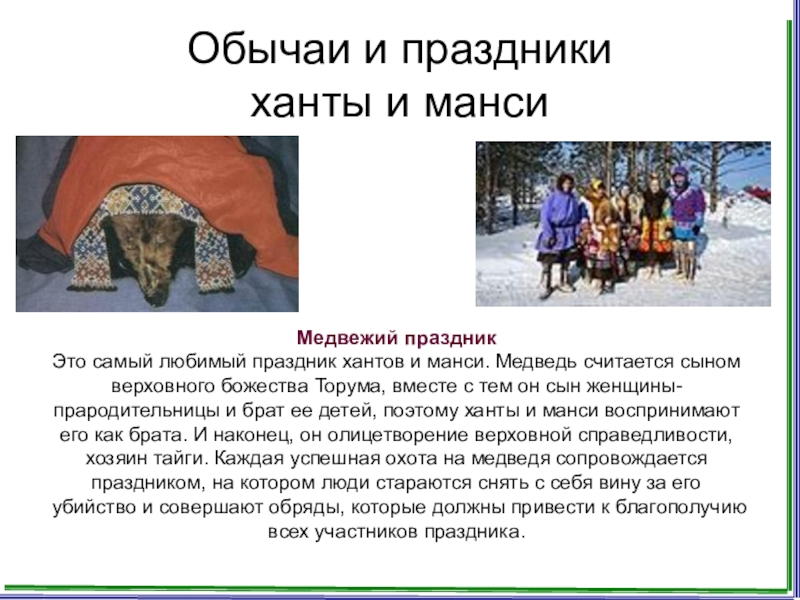 Обычаи и праздники
ханты и манси
Медвежий праздник
Это самый любимый праздник хантов и манси. Медведь считается сыном
верховного божества Торума, вместе с тем он сын женщины-
прародительницы и брат ее детей, поэтому ханты и манси воспринимают
его как брата. И наконец, он олицетворение верховной справедливости,
хозяин тайги. Каждая успешная охота на медведя сопровождается
праздником, на котором люди стараются снять с себя вину за его
убийство и совершают обряды, которые должны привести к благополучию
всех участников праздника.